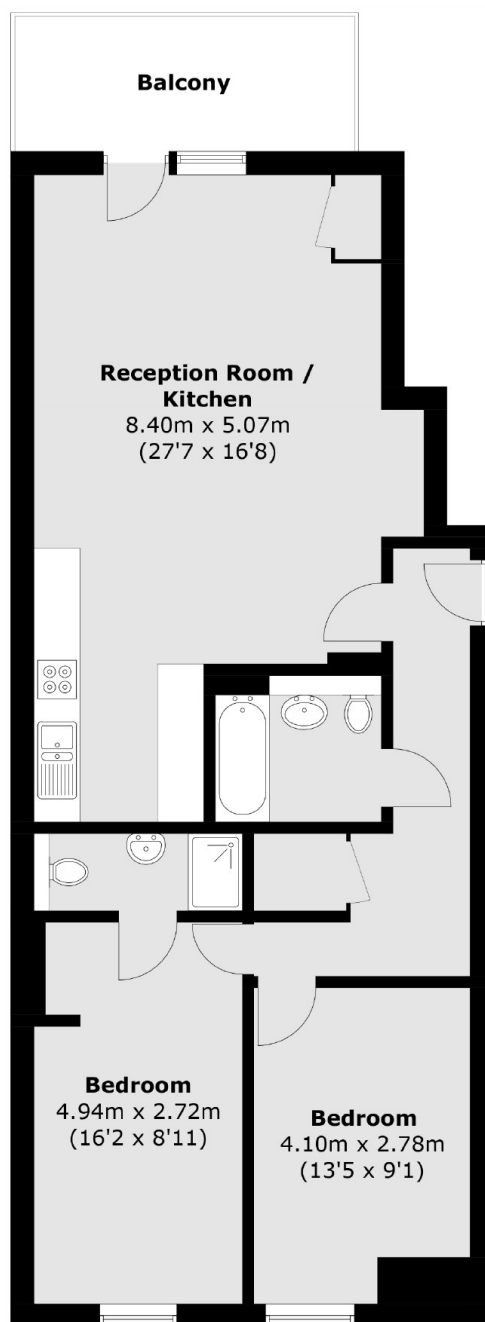 Balcony
Reception Room /
Kitchen
8.40m x 5.07m
(27'7 x 16'8)
Bedroom
4.94m x 2.72m
(16'2 x 8'11)
Bedroom
4.10m x 2.78m
(13'5 x 9'1)